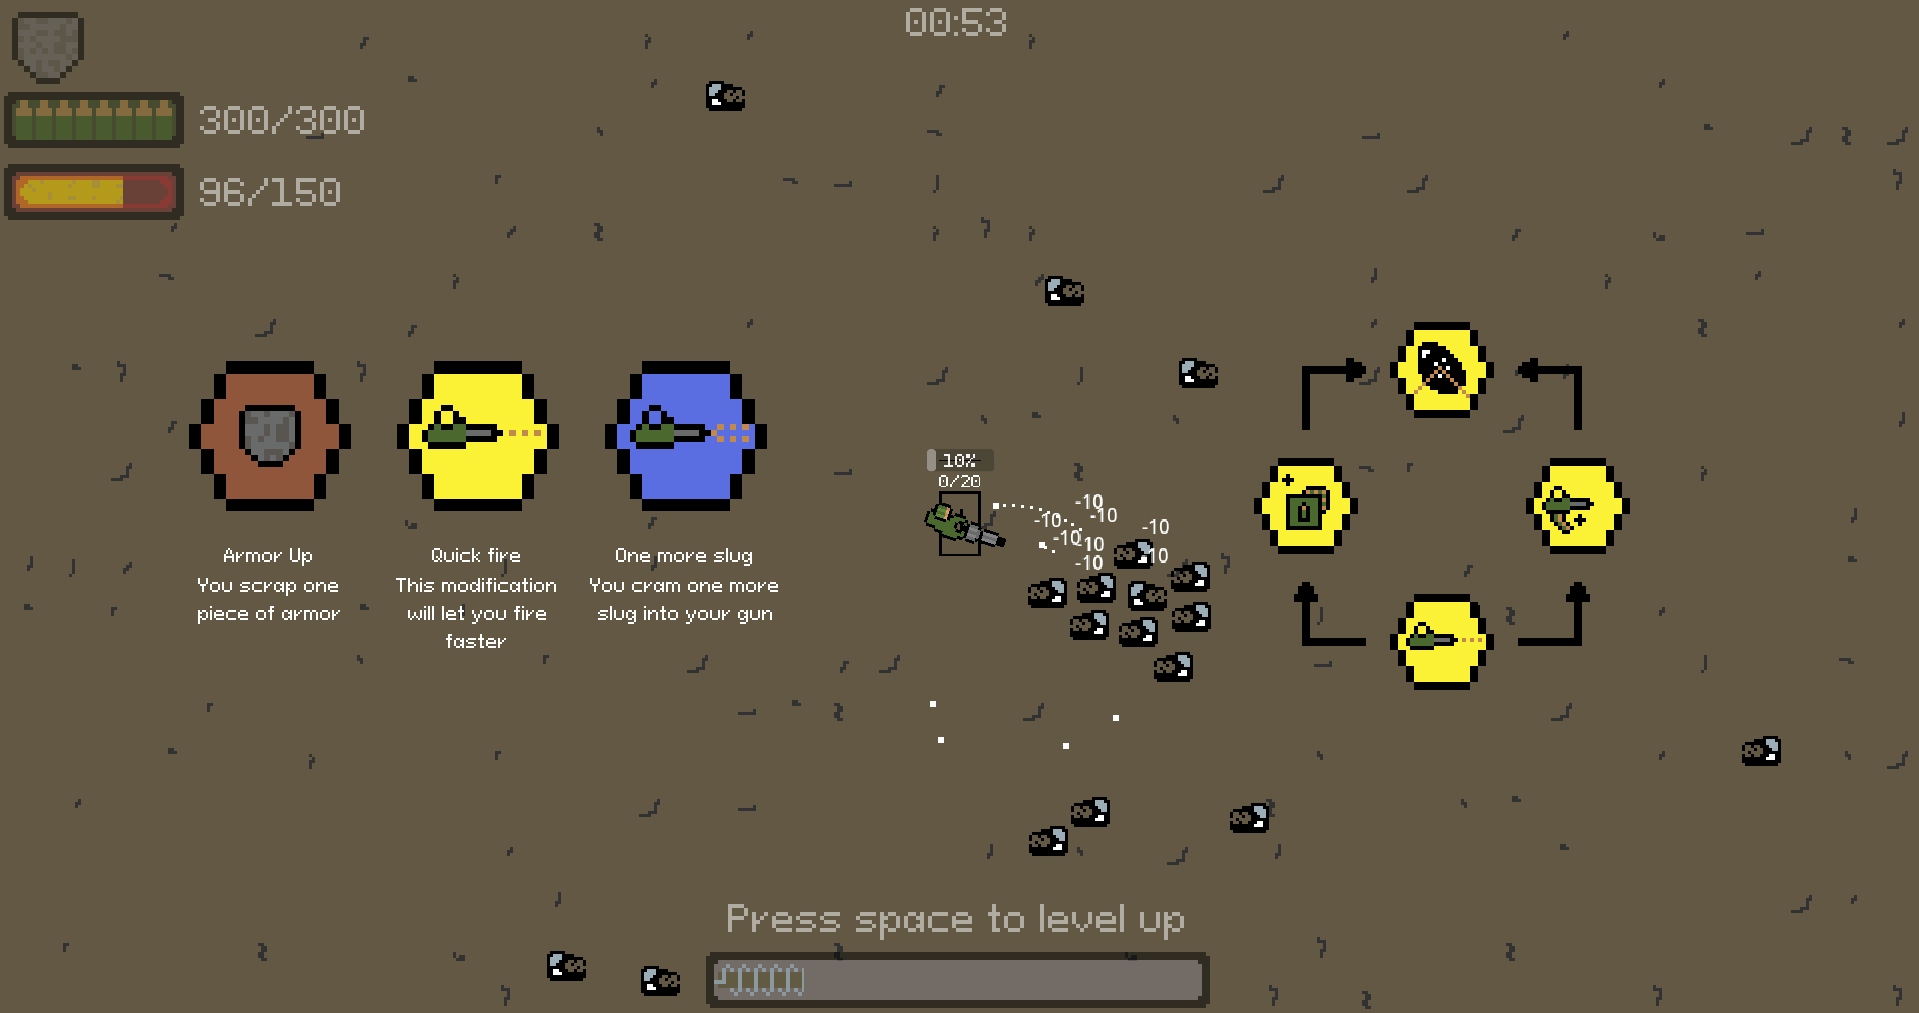 00:53
300/300
96/150
10%
0/20
-10
-10
-10
-10
-10
-10
-10
10
Armor Up
You scrap one
piece of armor
Quick fire
This modification
will let you fire
faster
One more slug
You cram one more
slug into your gun
Press space to level up